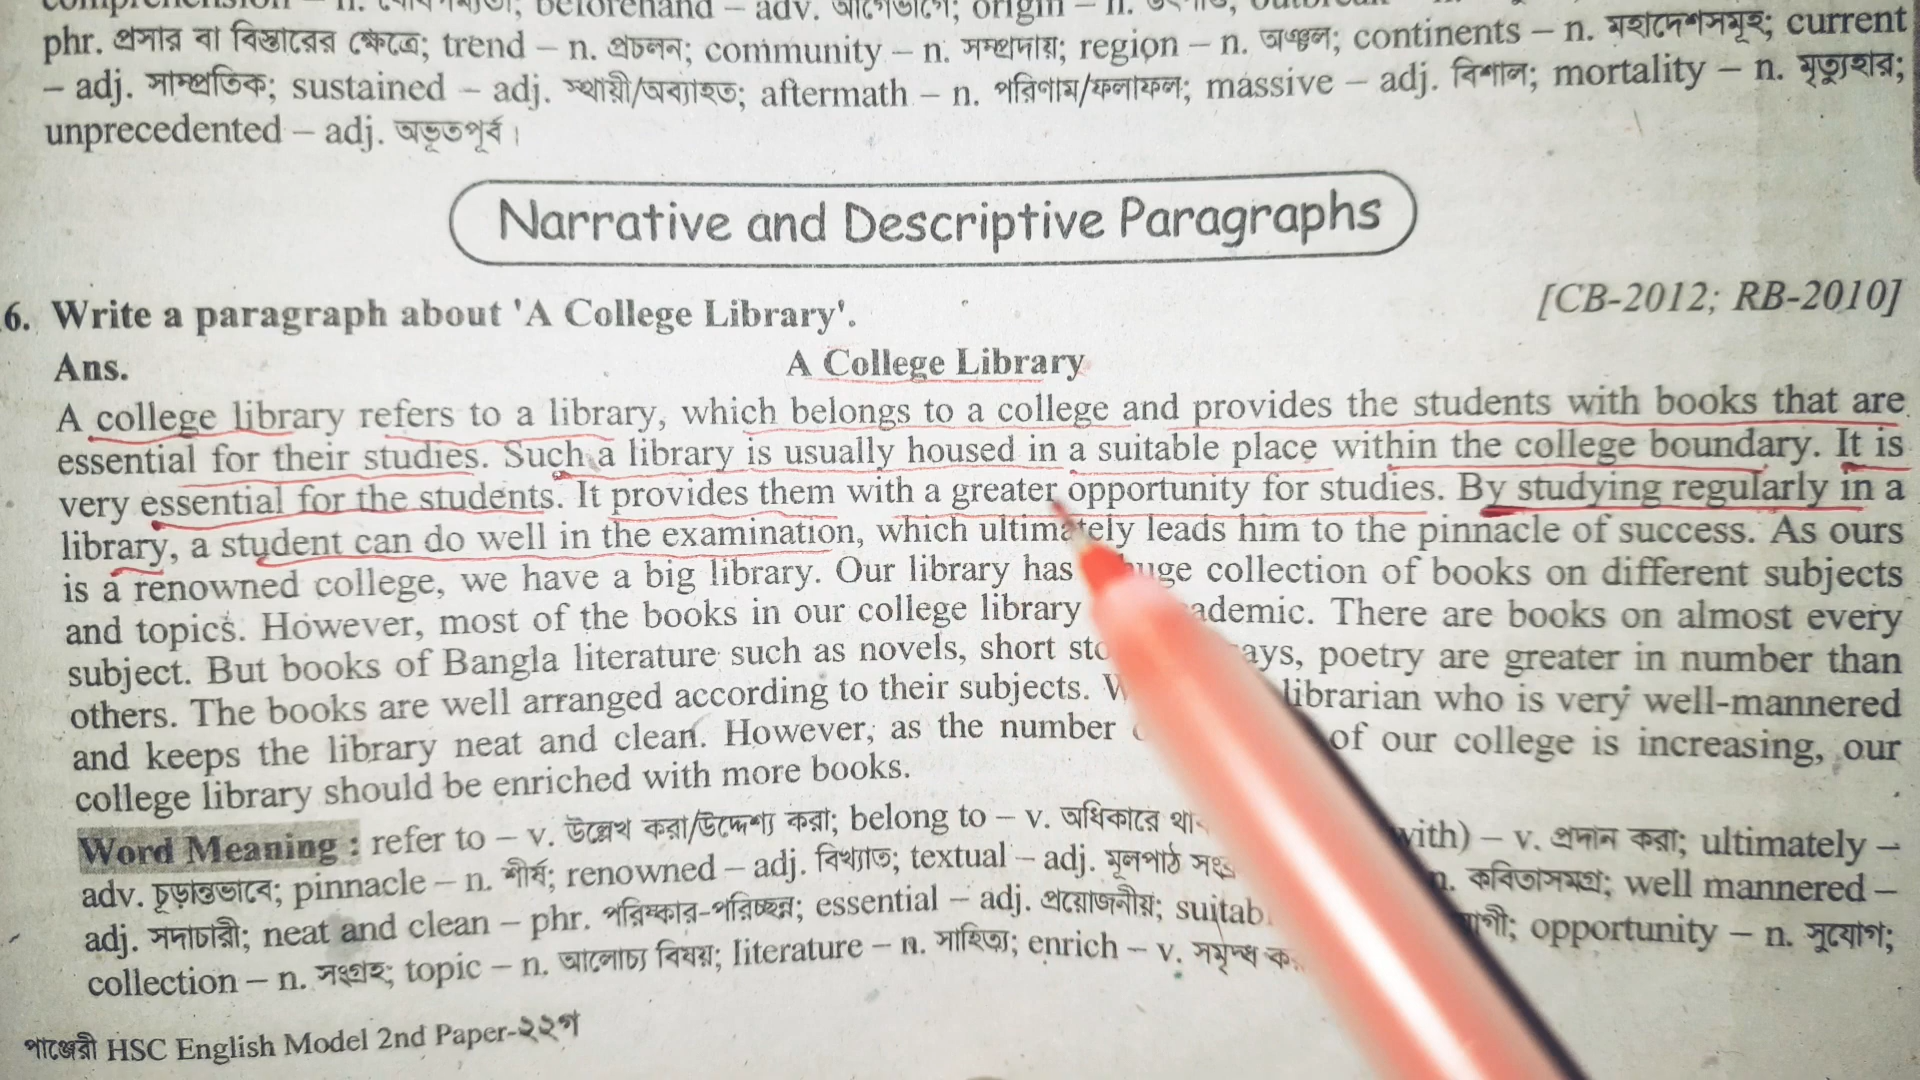 beforehand – adv. আগেভাগে; origin – n.
phr. প্রসার বা বিস্তারের ক্ষেত্রে; trend – n. প্রচলন; community – n. সম্প্রদায়; region – n. অঞ্চল; continents – n. মহাদেশসমূহ; current
– adj. সাম্প্রতিক; sustained – adj. স্থায়ী/অব্যাহত; aftermath – n. পরিণাম/ফলাফল; massive – adj. বিশাল; mortality – n. মৃত্যুহার;
unprecedented – adj. অভূতপূর্ব।
Narrative and Descriptive Paragraphs
6. Write a paragraph about 'A College Library'. [CB-2012; RB-2010]
Ans. A College Library
A college library refers to a library, which belongs to a college and provides the students with books that are
essential for their studies. Such a library is usually housed in a suitable place within the college boundary. It is
very essential for the students. It provides them with a greater opportunity for studies. By studying regularly in a
library, a student can do well in the examination, which ultimately leads him to the pinnacle of success. As ours
is a renowned college, we have a big library. Our library has collection of books on different subjects
and topics. However, most of the books in our college library There are books on almost every
subject. But books of Bangla literature such as novels, short poetry are greater in number than
others. The books are well arranged according to their subjects. librarian who is very well-mannered
and keeps the library neat and clean. However, as the number of our college is increasing, our
college library should be enriched with more books.
Word Meaning : refer to – v. উল্লেখ করা/উদ্দেশ্য করা; belong to – v. অধিকারে with) – v. প্রদান করা; ultimately –
adv. চূড়ান্তভাবে; pinnacle – n. শীর্ষ; renowned – adj. বিখ্যাত; textual – adj. মূলপাঠ n. কবিতাসমগ্র; well mannered –
adj. সদাচারী; neat and clean – phr. পরিষ্কার-পরিচ্ছন্ন; essential – adj. প্রয়োজনীয়; opportunity – n. সুযোগ;
collection – n. সংগ্রহ; topic – n. আলোচ্য বিষয়; literature – n. সাহিত্য; enrich – v. সমৃদ্ধ
পাঞ্জেরী HSC English Model 2nd Paper-২২গ